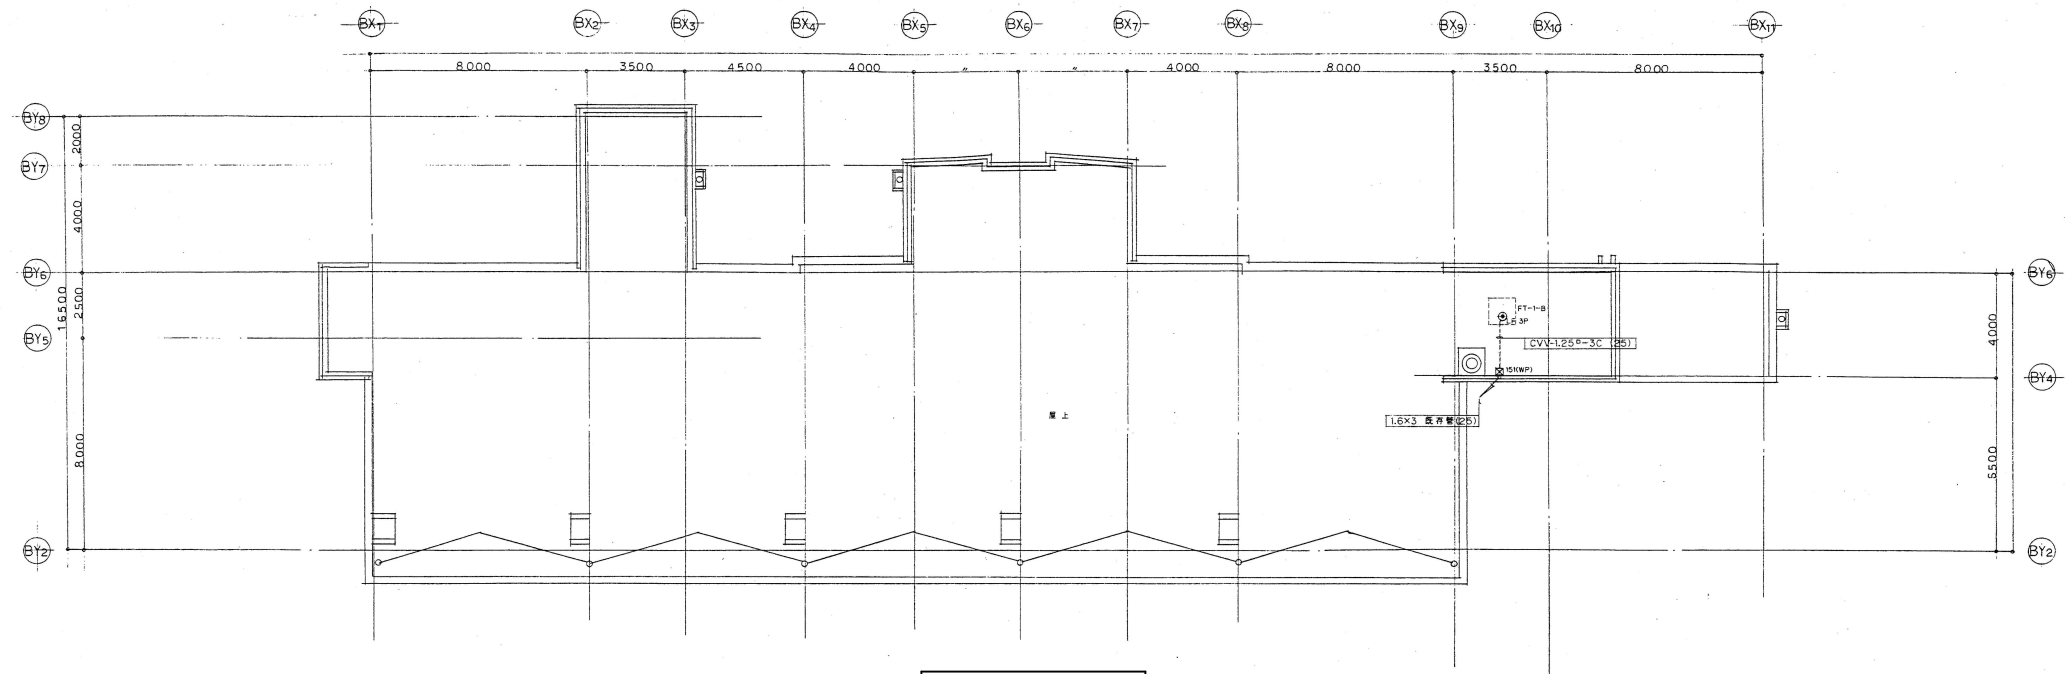 BX1 BX2 BX3 BX4 BX5 BX6 BX7 BX8 BX9 BX10 BX11
8000 3500 4500 4000 〃 〃 4000 8000 3500 8000
BY8
2000
BY7
4000
BY6 BY6
16500
2500
FT-1-B
3P
4000
BY5
CVV-1.25°-3C (25)
151(WP)
BY4
屋上
1.6×3 既存管(25)
8000
5500
BY2 BY2